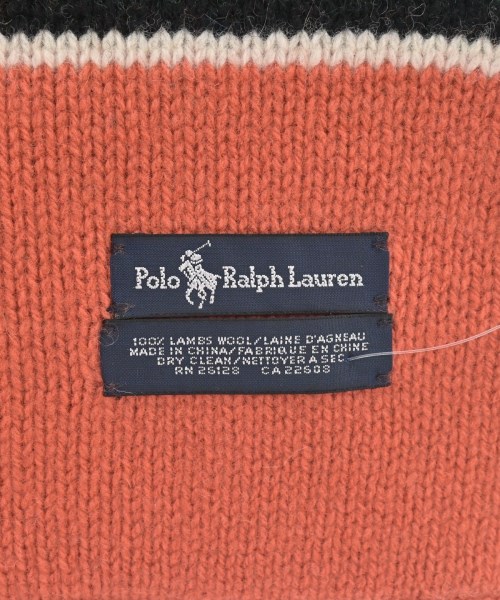 Polo Ralph Lauren
100% LAMBS WOOL/LAINE D'AGNEAU
MADE IN CHINA/FABRIQUE EN CHINE
DRY CLEAN/NETTOYER A SEC
RN 25128 CA 22608